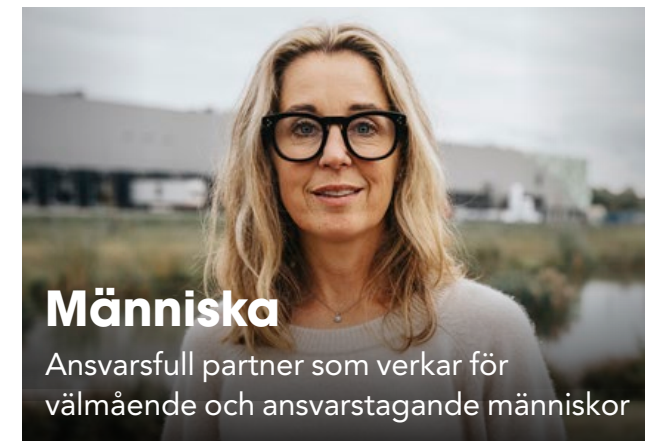 Människa
Ansvarsfull partner som verkar för
välmående och ansvarstagande människor